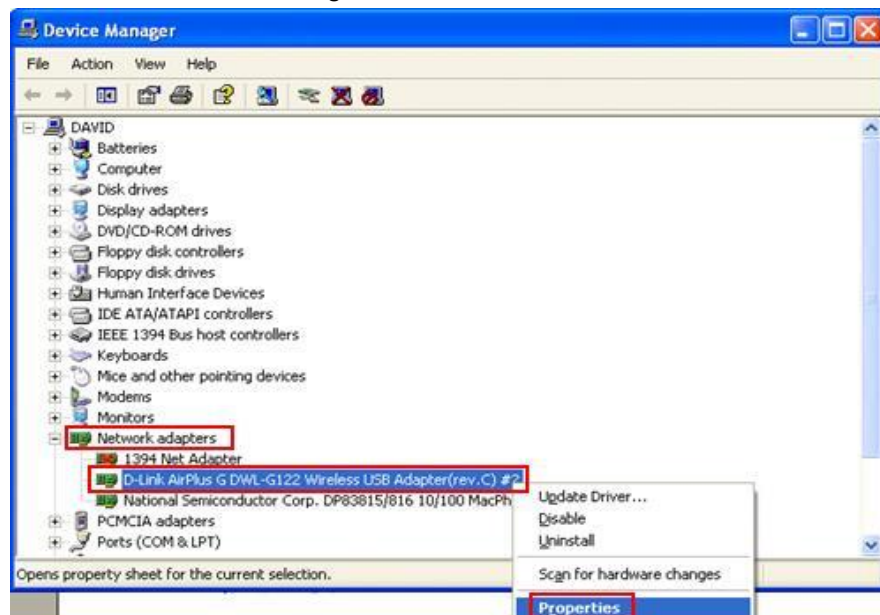 Device Manager
File Action View Help
DAVID
Batteries
Computer
Disk drives
Display adapters
DVD/CD-ROM drives
Floppy disk controllers
Floppy disk drives
Human Interface Devices
IDE ATA/ATAPI controllers
IEEE 1394 Bus host controllers
Keyboards
Mice and other pointing devices
Modems
Monitors
Network adapters
1394 Net Adapter
D-Link AirPlus G DWL-G122 Wireless USB Adapter(rev.C) #2
National Semiconductor Corp. DP83815/816 10/100 MacPh
PCMCIA adapters
Ports (COM & LPT)
Update Driver...
Disable
Uninstall
Scan for hardware changes
Properties
Opens property sheet for the current selection.